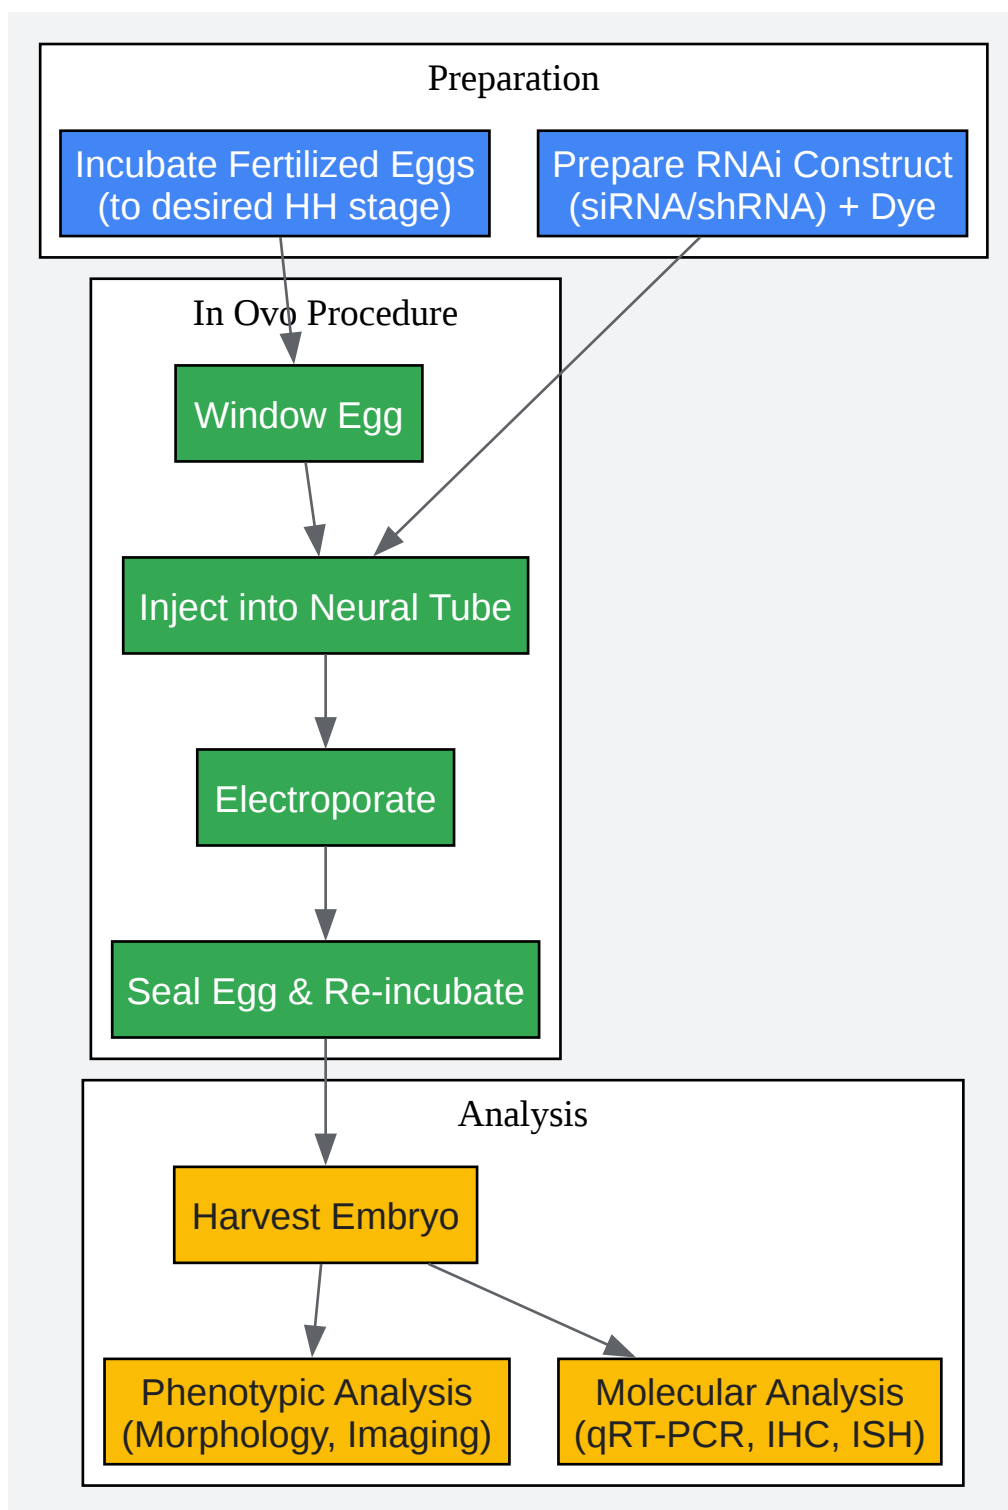 Preparation
Incubate Fertilized Eggs
(to desired HH stage)
Prepare RNAi Construct
(siRNA/shRNA) + Dye
In Ovo Procedure
Window Egg
Inject into Neural Tube
Electroporate
Seal Egg & Re-incubate
Analysis
Harvest Embryo
Phenotypic Analysis
(Morphology, Imaging)
Molecular Analysis
(qRT-PCR, IHC, ISH)